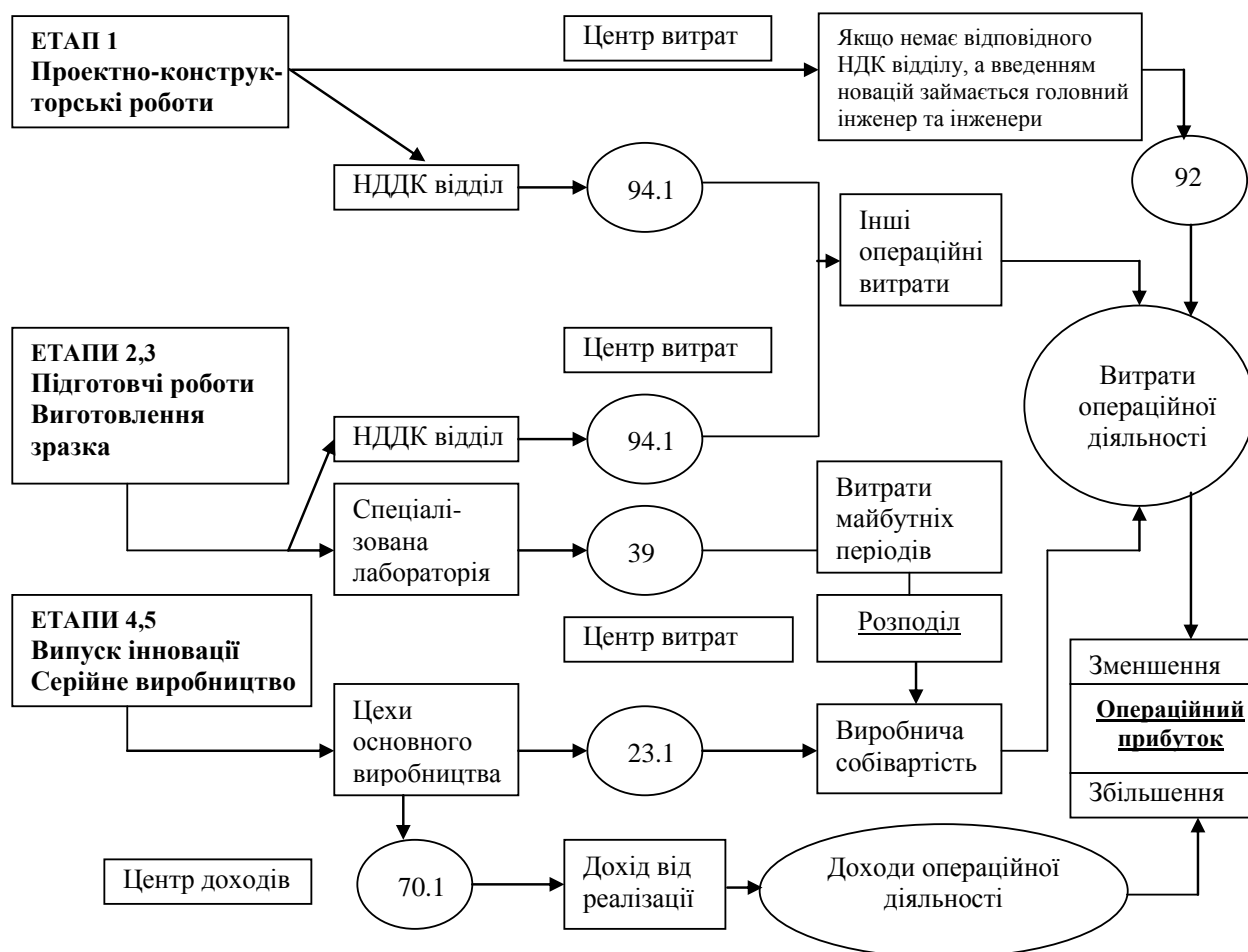 ЕТАП 1
Проектно-конструк-
торські роботи
Центр витрат
Якщо немає відповідного
НДК відділу, а введенням
новацій займається головний
інженер та інженери
НДДК відділ
94.1
92
Інші
операційні
витрати
ЕТАПИ 2,3
Підготовчі роботи
Виготовлення
зразка
Центр витрат
НДДК відділ
94.1
Витрати
операційної
діяльності
Спеціалі-
зована
лабораторія
39
Витрати
майбутніх
періодів
ЕТАПИ 4,5
Випуск інновації
Серійне виробництво
Центр витрат
Розподіл
Цехи
основного
виробництва
23.1
Виробнича
собівартість
Зменшення
Операційний
прибуток
Збільшення
Центр доходів
70.1
Дохід від
реалізації
Доходи операційної
діяльності